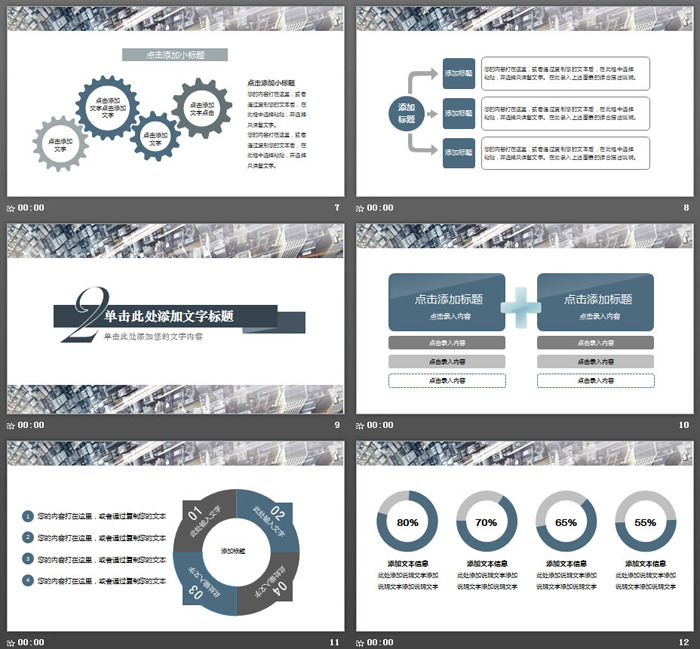 点击添加小标题
点击添加
文字
点击添加
文字点击添加
文字
点击添加
文字
点击添加
文字点击
点击添加小标题
您的内容打在这里，或者
通过复制您的文本后，在
此框中选择粘贴，并选择
只保留文字。
您的内容打在这里，或者
通过复制您的文本后，在
此框中选择粘贴，并选择
只保留文字。
00:00
7
添加
标题
添加标题
您的内容打在这里，或者通过复制您的文本后，在此框中选择
粘贴，并选择只保留文字。在此录入上述图表的综合描述说明。
添加标题
您的内容打在这里，或者通过复制您的文本后，在此框中选择
粘贴，并选择只保留文字。在此录入上述图表的综合描述说明。
添加标题
您的内容打在这里，或者通过复制您的文本后，在此框中选择
粘贴，并选择只保留文字。在此录入上述图表的综合描述说明。
00:00
8
2
单击此处添加文字标题
单击此处添加您的文字内容
00:00
9
点击添加标题
点击录入内容
点击录入内容
点击录入内容
点击录入内容
点击添加标题
点击录入内容
点击录入内容
点击录入内容
点击录入内容
00:00
10
1 您的内容打在这里，或者通过复制您的文本
2 您的内容打在这里，或者通过复制您的文本
3 您的内容打在这里，或者通过复制您的文本
4 您的内容打在这里，或者通过复制您的文本
01
此处输入文字
02
此处输入文字
添加标题
03
此处输入文字
04
此处输入文字
00:00
11
80%
添加文本信息
此处添加说明文字添加
说明文字添加说明文字
70%
添加文本信息
此处添加说明文字添加
说明文字添加说明文字
65%
添加文本信息
此处添加说明文字添加
说明文字添加说明文字
55%
添加文本信息
此处添加说明文字添加
说明文字添加说明文字
00:00
12